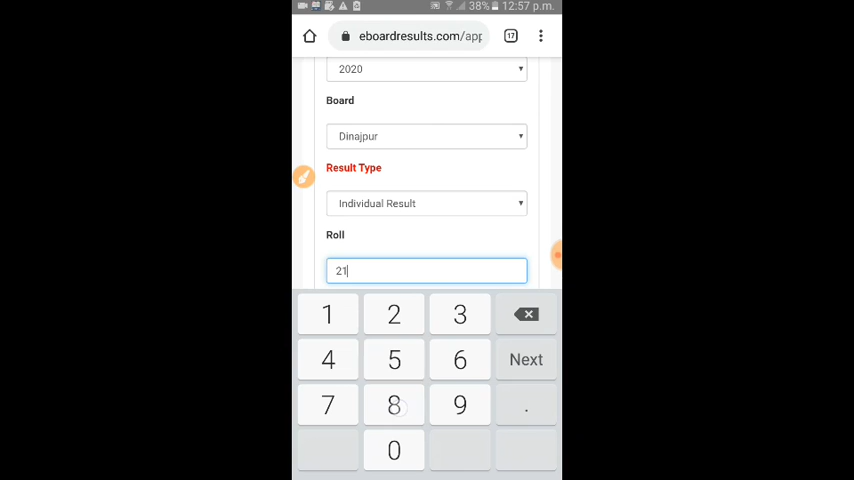 38% 12:57 p.m.
eboardresults.com/app
17
2020
Board
Dinajpur
Result Type
Individual Result
Roll
21
1 2 3
4 5 6 Next
7 8 9 .
0